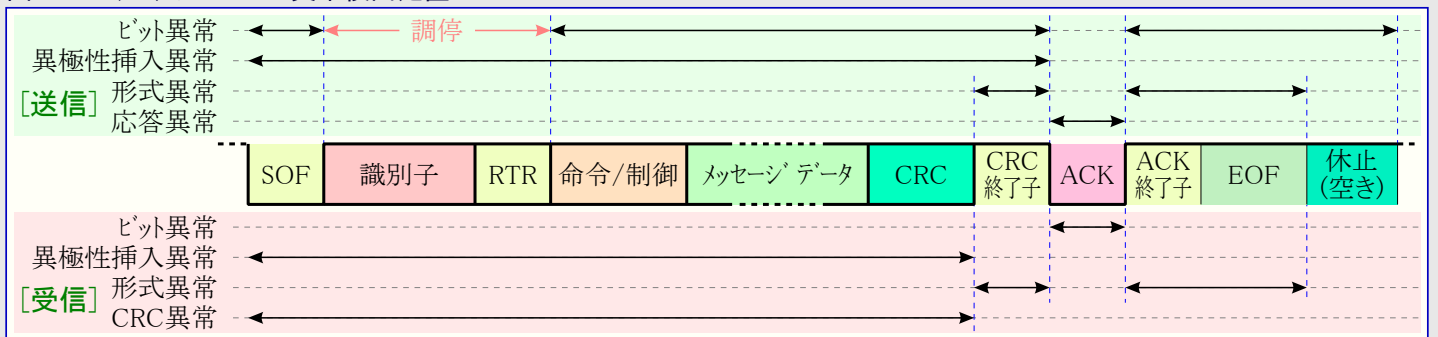 ビット異常
調停
異極性挿入異常
[送信]
形式異常
応答異常
SOF
識別子
RTR
命令/制御
メッセージ データ
CRC
CRC
終了子
ACK
ACK
終了子
EOF
休止
(空き)
ビット異常
異極性挿入異常
[受信]
形式異常
CRC異常